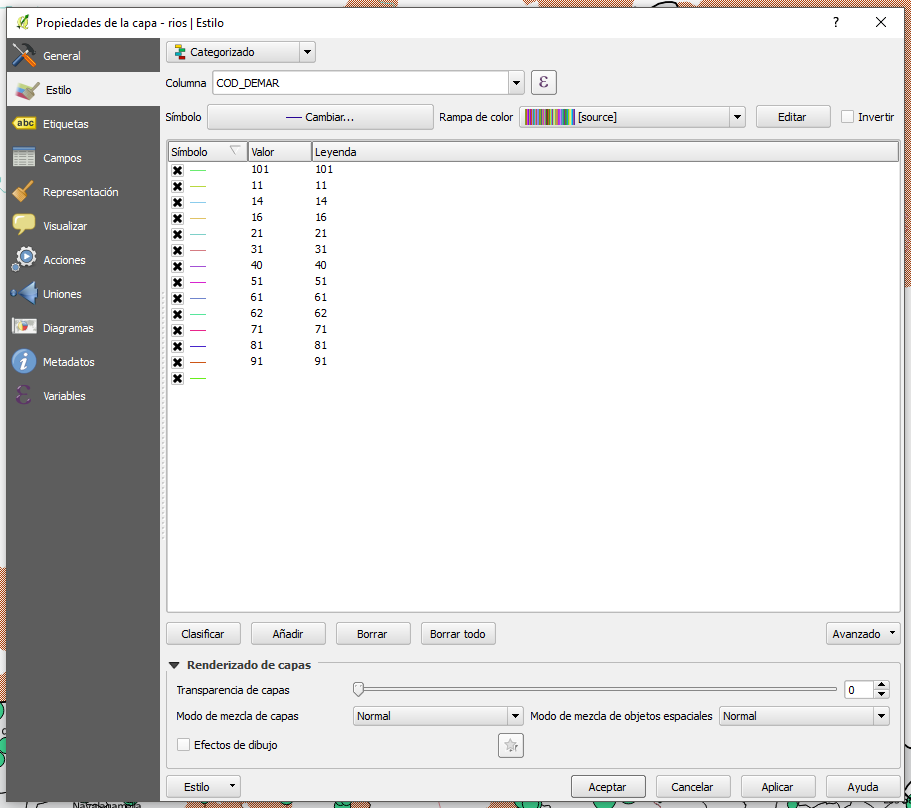 Propiedades de la capa - rios | Estilo
?
General
Estilo
abc Etiquetas
Campos
Representación
Visualizar
Acciones
Uniones
Diagramas
Metadatos
Variables
Categorizado
Columna COD_DEMAR ε
Símbolo Cambiar... Rampa de color [source] Editar Invertir
Símbolo Valor Leyenda
101 101
11 11
14 14
16 16
21 21
31 31
40 40
51 51
61 61
62 62
71 71
81 81
91 91
Clasificar Añadir Borrar Borrar todo Avanzado
Renderizado de capas
Transparencia de capas 0
Modo de mezcla de capas Normal Modo de mezcla de objetos espaciales Normal
Efectos de dibujo
Estilo Aceptar Cancelar Aplicar Ayuda